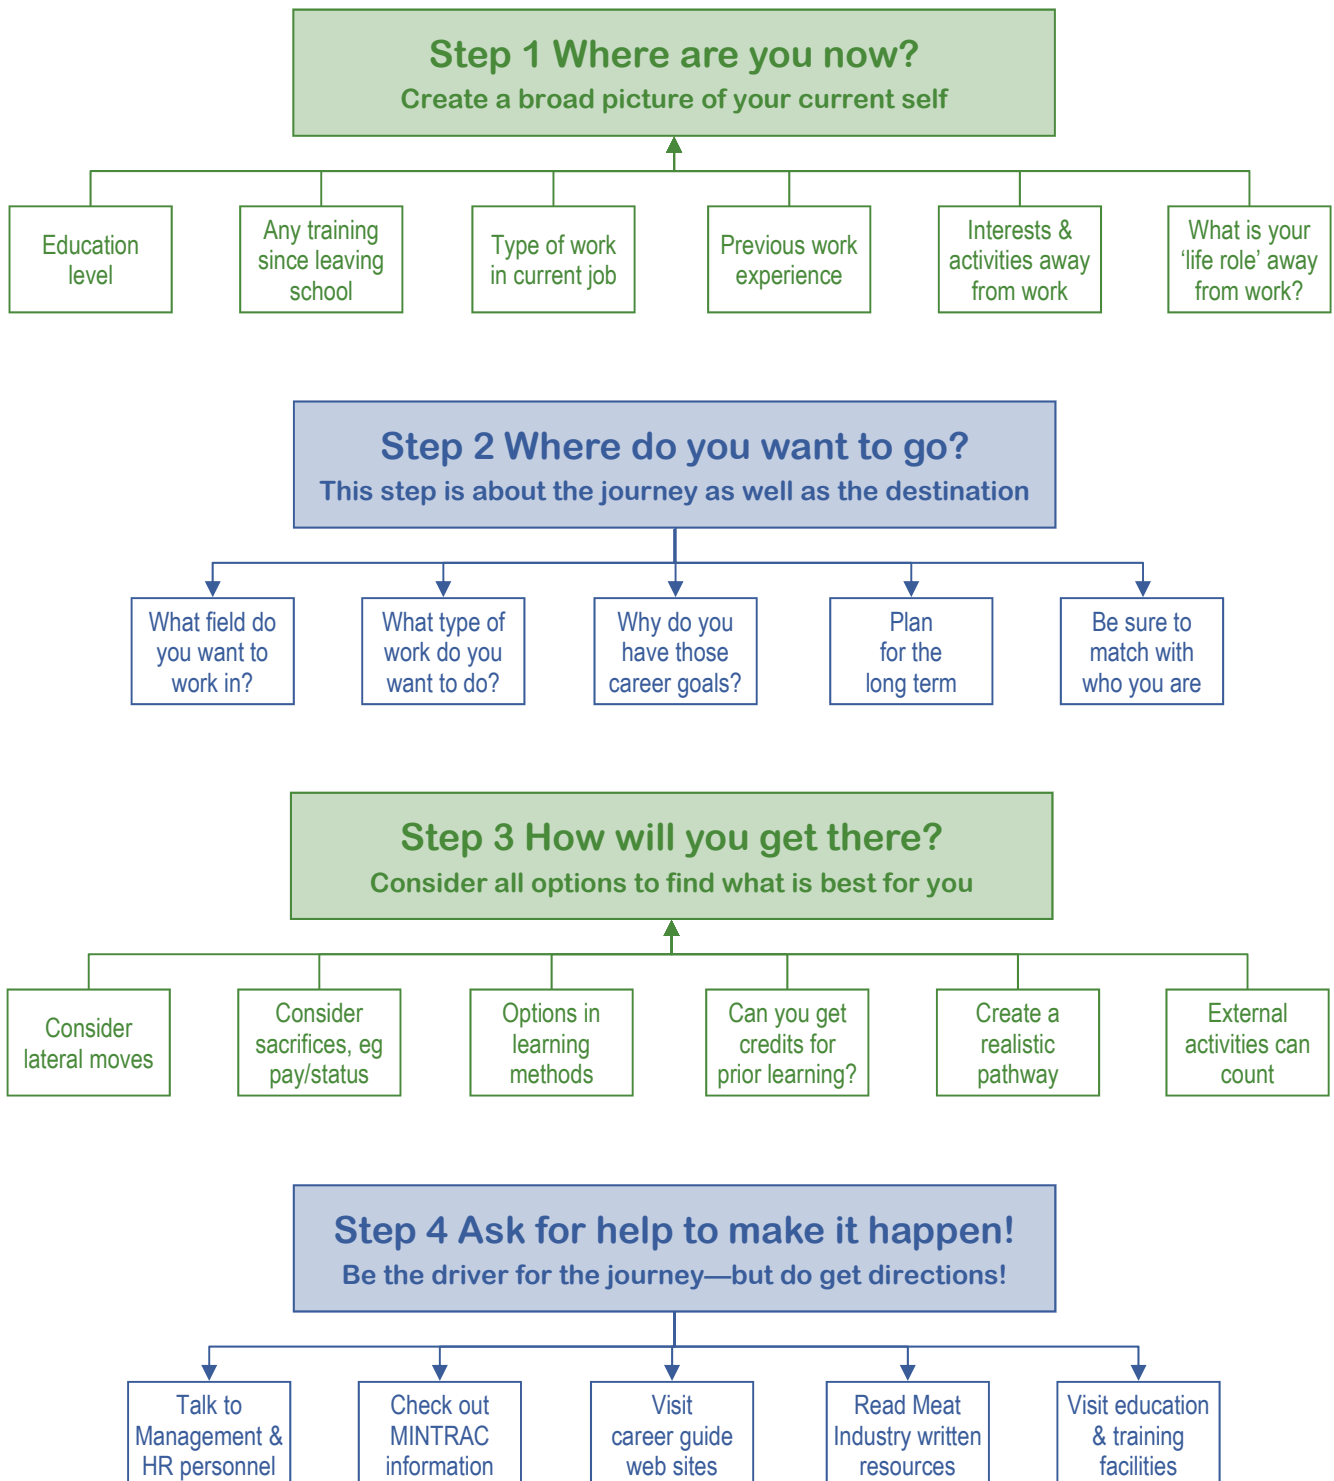 Step 1 Where are you now?
Create a broad picture of your current self
Education
level
Any training
since leaving
school
Type of work
in current job
Previous work
experience
Interests &
activities away
from work
What is your
‘life role’ away
from work?
Step 2 Where do you want to go?
This step is about the journey as well as the destination
What field do
you want to
work in?
What type of
work do you
want to do?
Why do you
have those
career goals?
Plan
for the
long term
Be sure to
match with
who you are
Step 3 How will you get there?
Consider all options to find what is best for you
Consider
lateral moves
Consider
sacrifices, eg
pay/status
Options in
learning
methods
Can you get
credits for
prior learning?
Create a
realistic
pathway
External
activities can
count
Step 4 Ask for help to make it happen!
Be the driver for the journey—but do get directions!
Talk to
Management &
HR personnel
Check out
MINTRAC
information
Visit
career guide
web sites
Read Meat
Industry written
resources
Visit education
& training
facilities